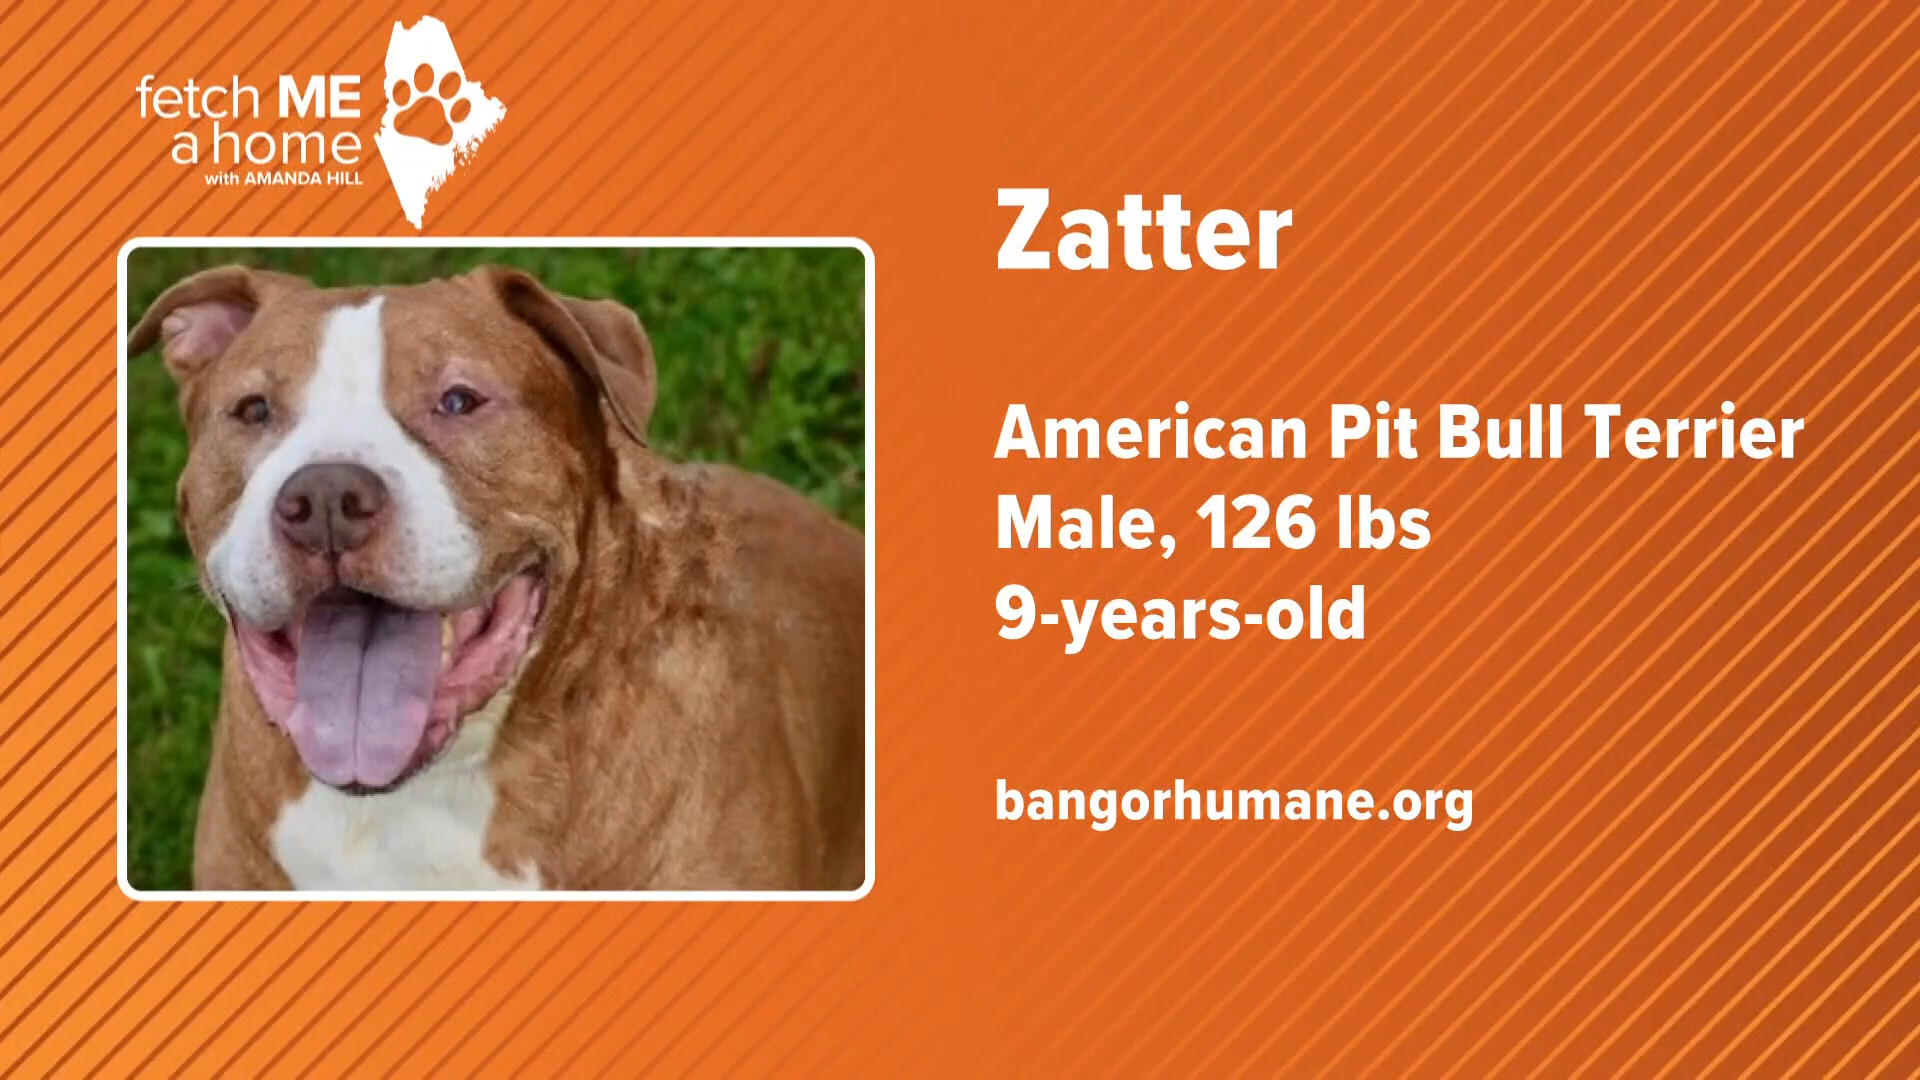 fetch ME
a home
with AMANDA HILL
Zatter
American Pit Bull Terrier
Male, 126 lbs
9-years-old
bangorhumane.org